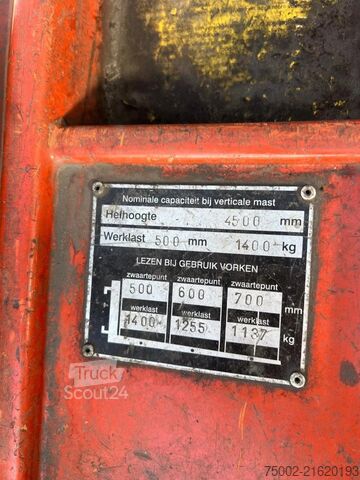 Nominale capaciteit bij verticale mast
Hefhoogte 4500 mm
Werklast 500 mm 1400 kg
LEZEN BIJ GEBRUIK VORKEN
zwaartepunt zwaartepunt zwaartepunt
500 600 700 mm
werklast werklast werklast
1400 1255 1137 kg
Truck
Scout24
75002-21620193